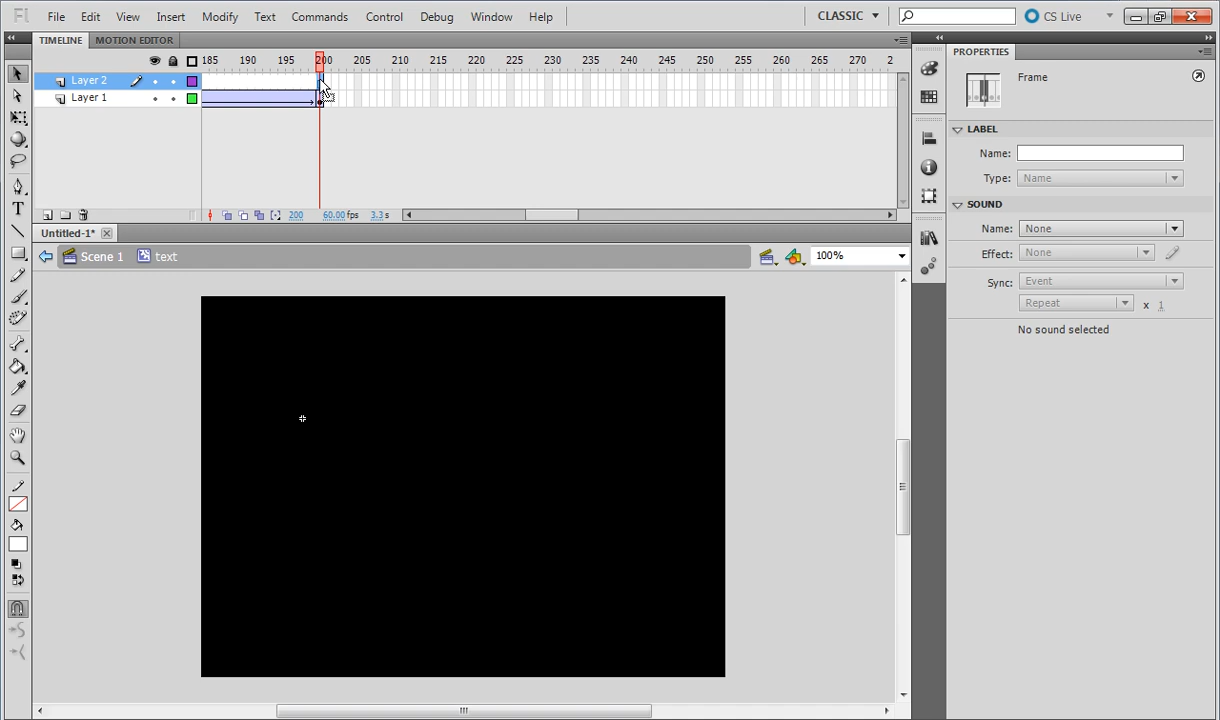 Fl File Edit View Insert Modify Text Commands Control Debug Window Help CLASSIC CS Live
TIMELINE MOTION EDITOR
185 190 195 200 205 210 215 220 225 230 235 240 245 250 255 260 265 270 2
Layer 2
Layer 1
200 60.00fps 3.3s
Untitled-1*
Scene 1 text 100%
PROPERTIES
Frame
LABEL
Name:
Type: Name
SOUND
Name: None
Effect: None
Sync: Event
Repeat x 1
No sound selected
T